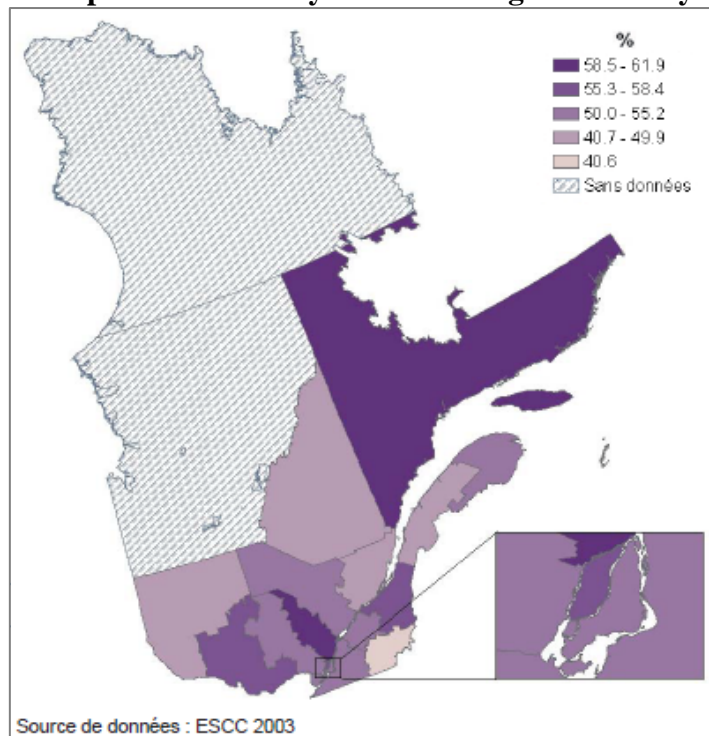 %
58.5 - 61.9
55.3 - 58.4
50.0 - 55.2
40.7 - 49.9
40.6
Sans données
Source de données : ESCC 2003